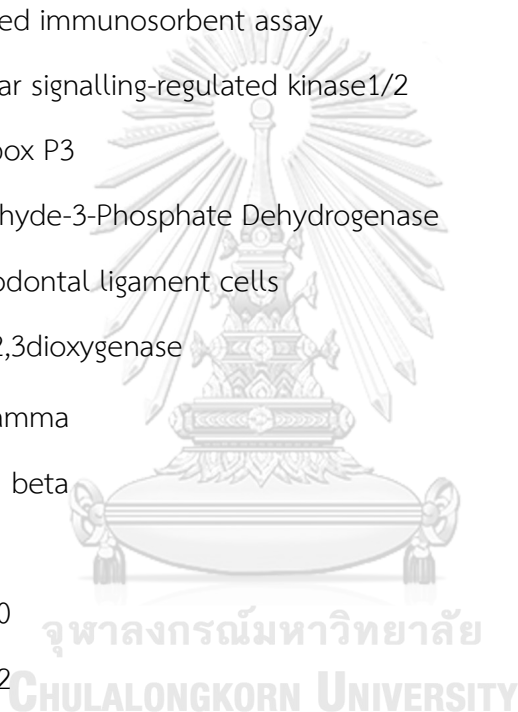 ed immunosorbent assay
ar signalling-regulated kinase1/2
ox P3
hyde-3-Phosphate Dehydrogenase
odontal ligament cells
2,3dioxygenase
amma
beta
0
จุฬาลงกรณ์มหาวิทยาลัย
2
CHULALONGKORN UNIVERSITY